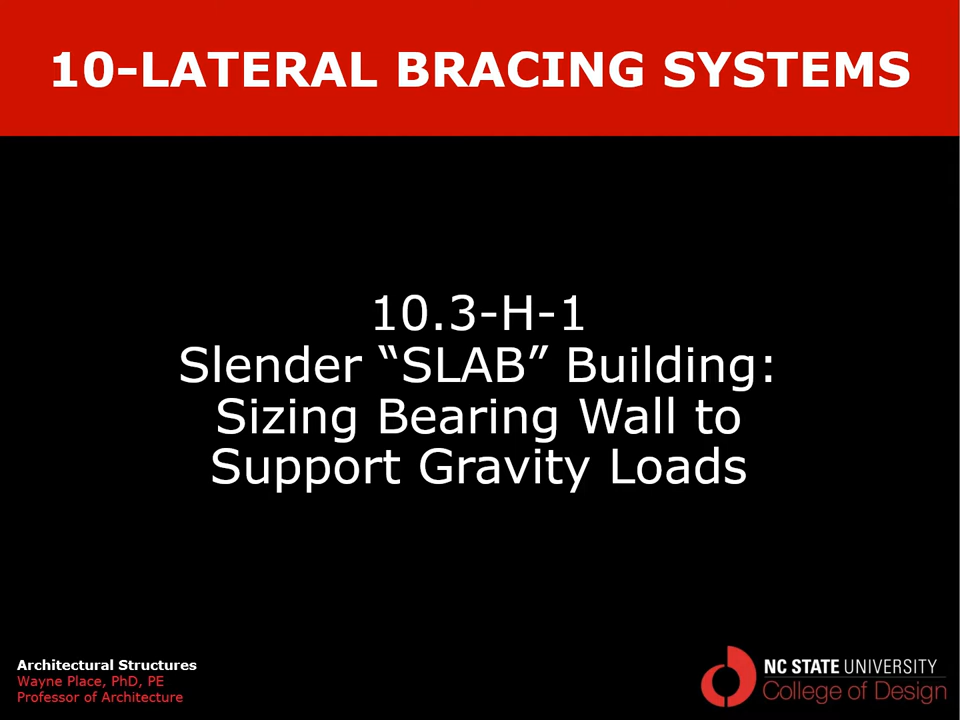 10-LATERAL BRACING SYSTEMS
10.3-H-1
Slender “SLAB” Building:
Sizing Bearing Wall to
Support Gravity Loads
Architectural Structures
Wayne Place, PhD, PE
Professor of Architecture
NC STATE UNIVERSITY
College of Design